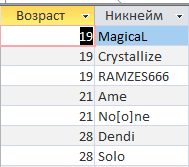 Возраст Никнейм
19 MagicaL
19 Crystallize
19 RAMZES666
21 Ame
21 No[o]ne
28 Dendi
28 Solo